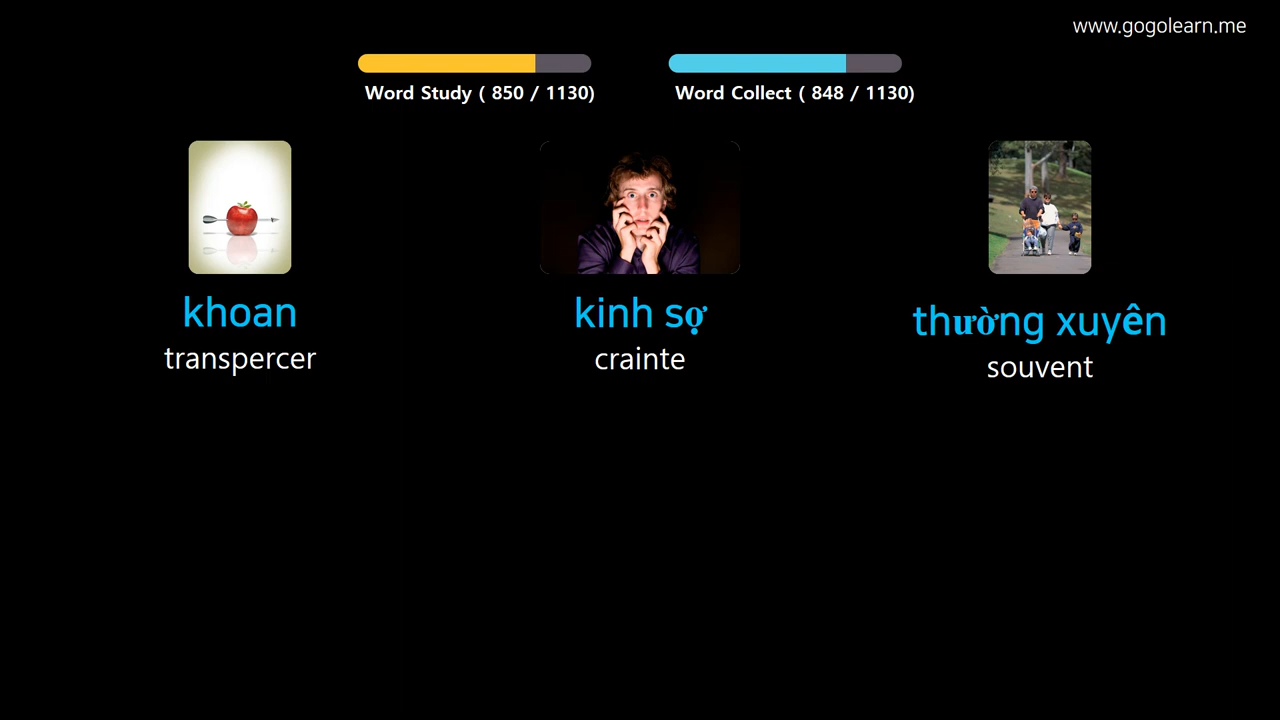 www.gogolearn.me
Word Study ( 850 / 1130)
Word Collect ( 848 / 1130)
khoan
transpercer
kinh sợ
crainte
thường xuyên
souvent